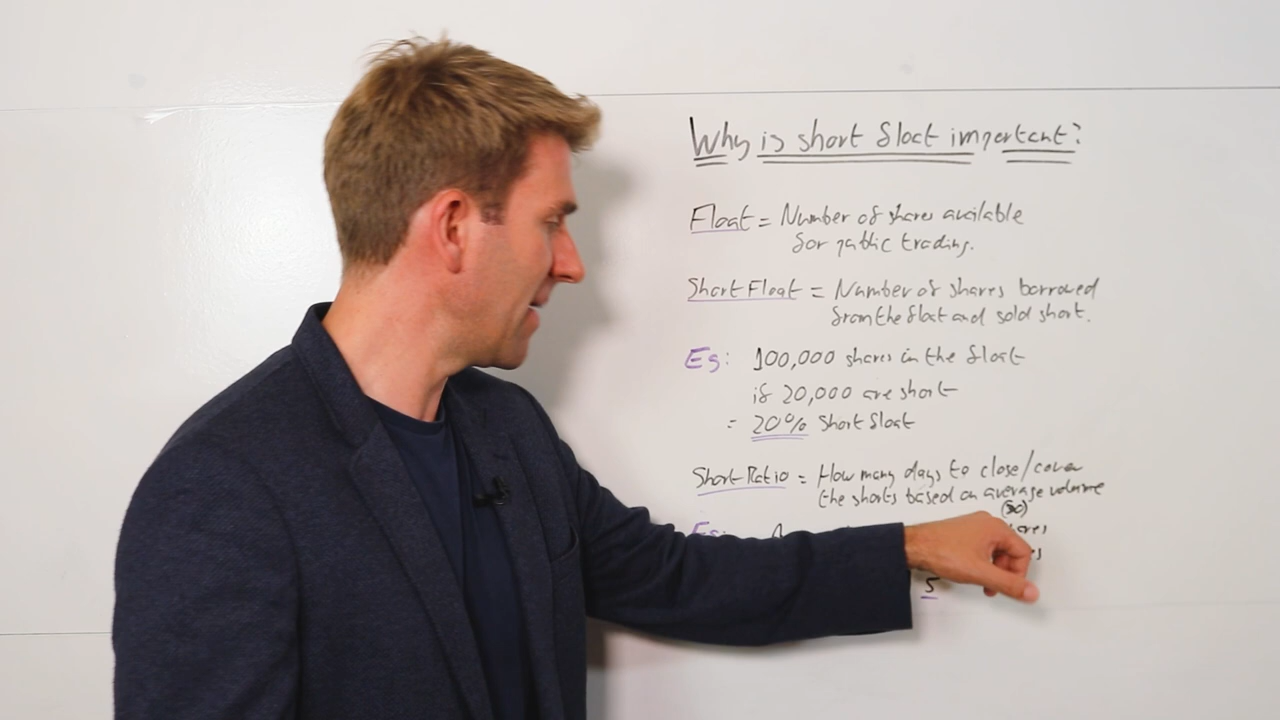 Why is short float important?
Float = Number of shares available
for public trading.
Short Float = Number of shares borrowed
from the float and sold short.
Eg: 100,000 shares in the float
if 20,000 are short
= 20% short float
Short Ratio = How many days to close/cover
the shorts based on average volume
Eg:
5